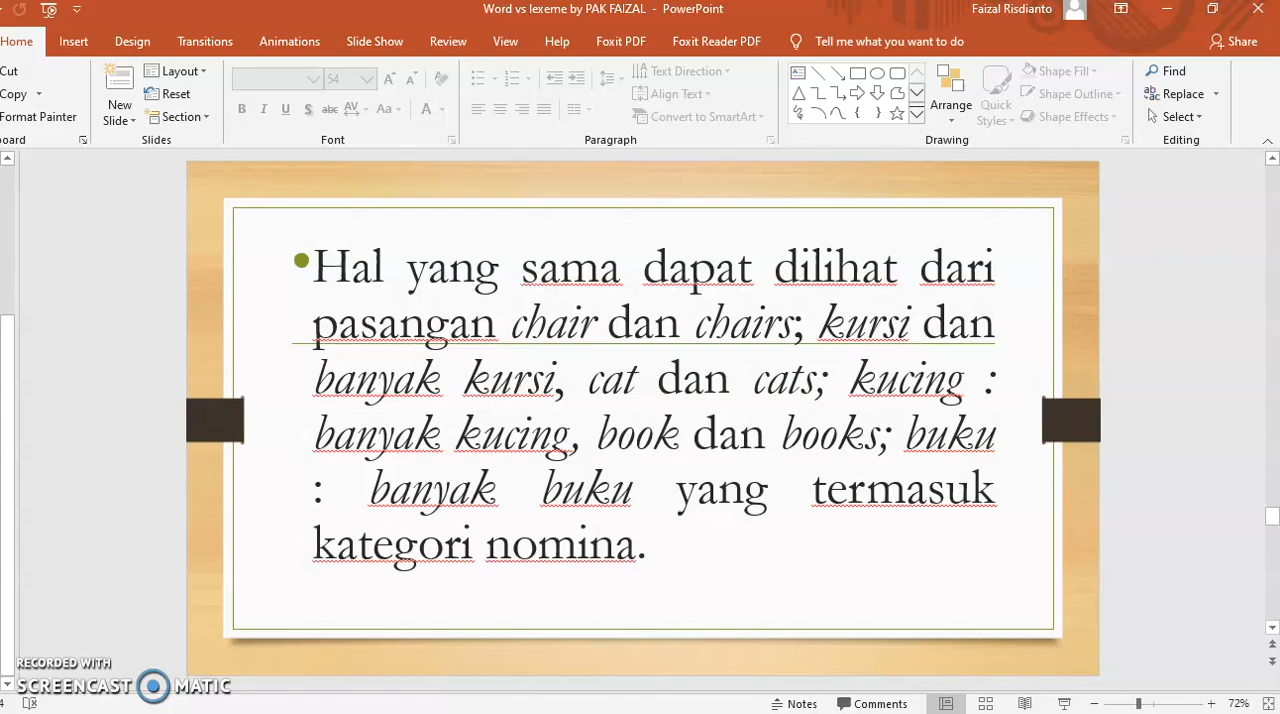 Word vs lexeme by PAK FAIZAL - PowerPoint
Faizal Risdianto
Home Insert Design Transitions Animations Slide Show Review View Help Foxit PDF Foxit Reader PDF Tell me what you want to do Share
Cut
Copy
Format Painter
New
Slide
Layout
Reset
Section
Slides
54
B I U S abc AV Aa A
Font
Text Direction
Align Text
Convert to SmartArt
Paragraph
Arrange
Quick
Styles
Shape Fill
Shape Outline
Shape Effects
Drawing
Find
Replace
Select
Editing
•Hal yang sama dapat dilihat dari
pasangan chair dan chairs; kursi dan
banyak kursi, cat dan cats; kucing :
banyak kucing, book dan books; buku
: banyak buku yang termasuk
kategori nomina.
RECORDED WITH
SCREENCAST MATIC
Notes Comments 72%